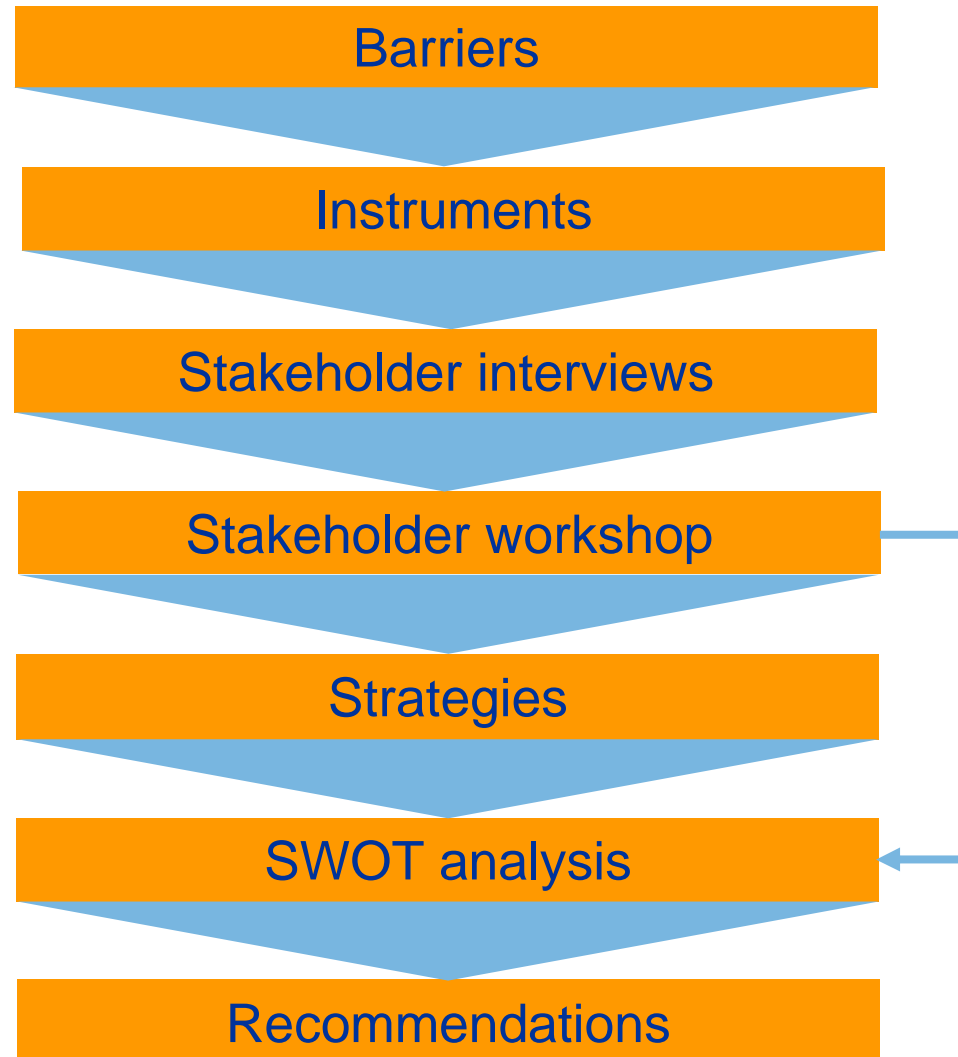 Barriers
Instruments
Stakeholder interviews
Stakeholder workshop
Strategies
SWOT analysis
Recommendations